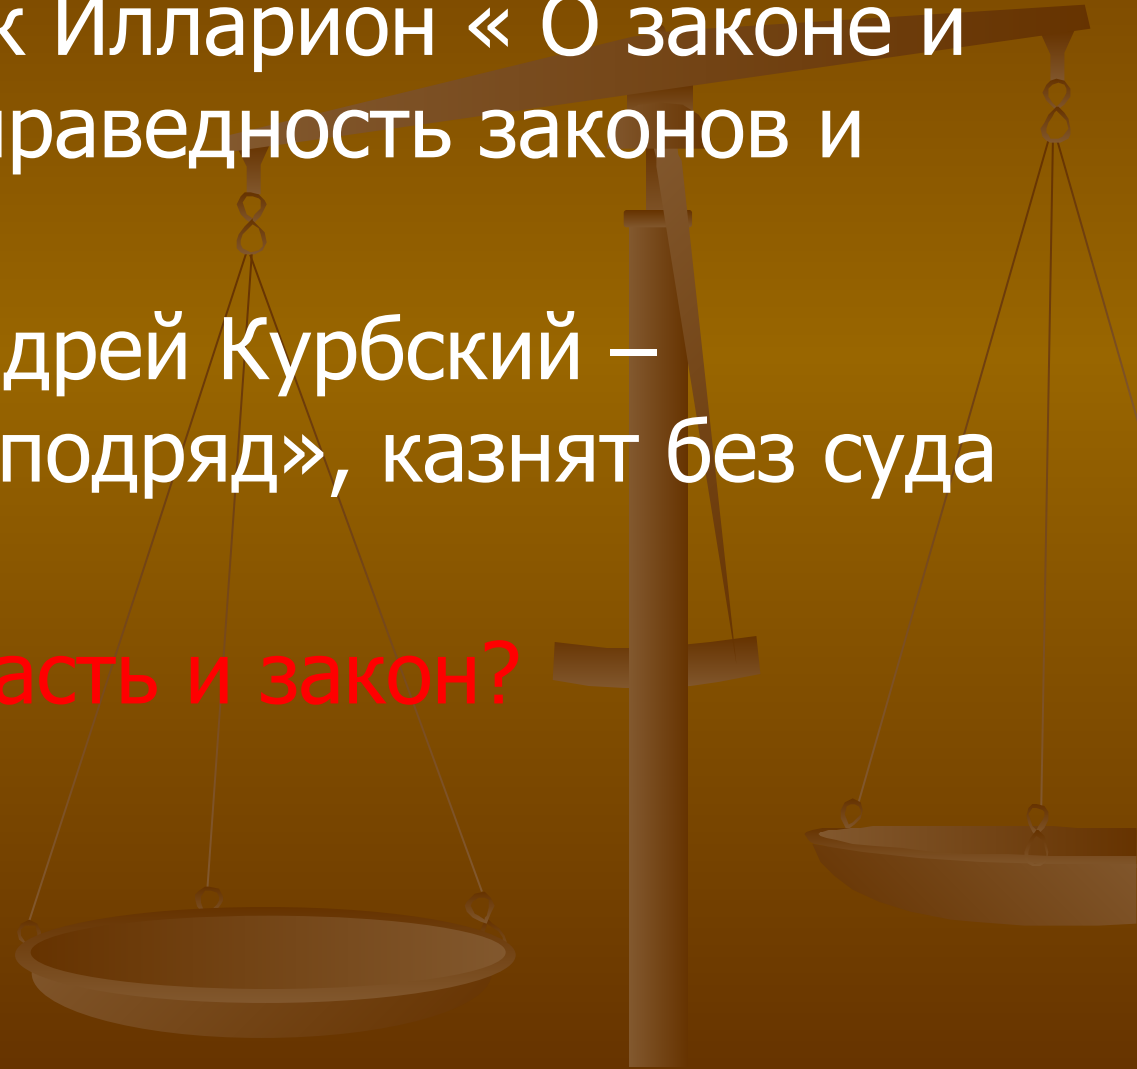 к Илларион « О законе и
праведность законов и
дрей Курбский –
подряд», казнят без суда
асть и закон?